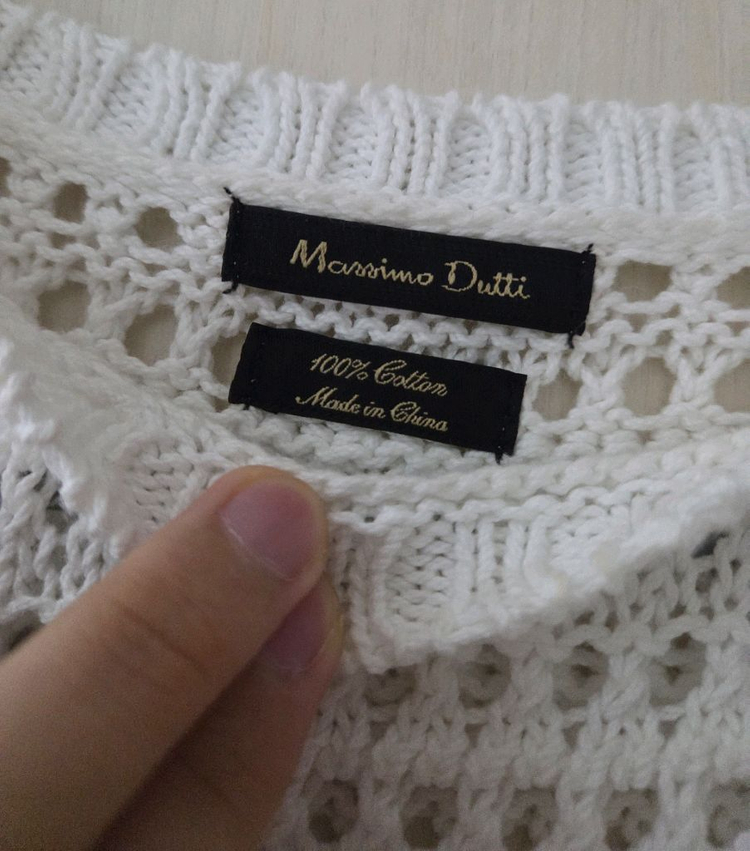 Massimo Dutti
100% Cotton
Made in China